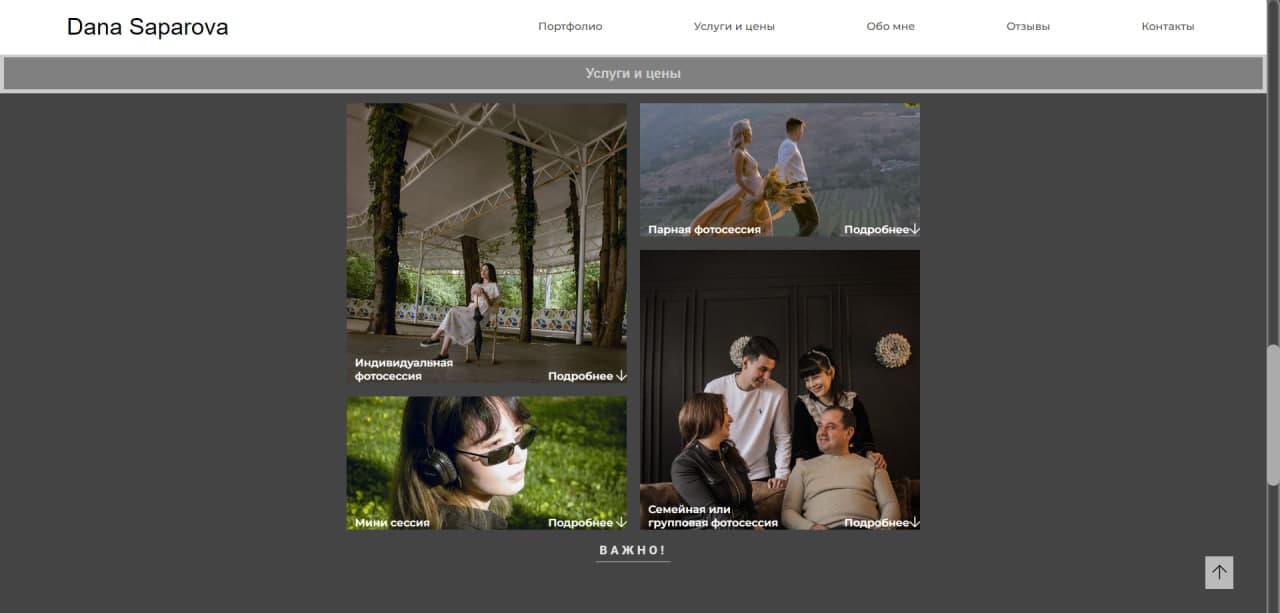 Dana Saparova
Портфолио
Услуги и цены
Обо мне
Отзывы
Контакты
Услуги и цены
Парная фотосессия
Подробнее↓
Индивидуальная
фотосессия
Подробнее ↓
Мини сессия
Подробнее ↓
Семейная или
групповая фотосессия
Подробнее↓
ВАЖНО!